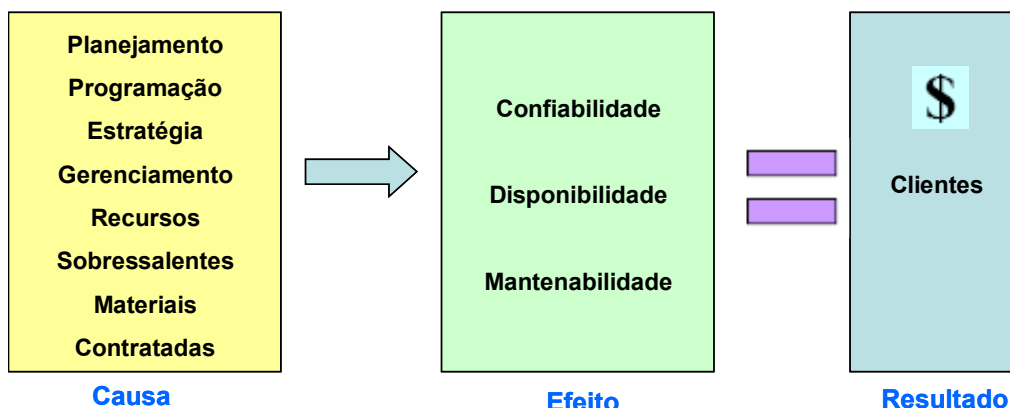 Planejamento
Programação
Estratégia
Gerenciamento
Recursos
Sobressalentes
Materiais
Contratadas
Causa
Confiabilidade
Disponibilidade
Mantenabilidade
Efeito
$
Clientes
Resultado